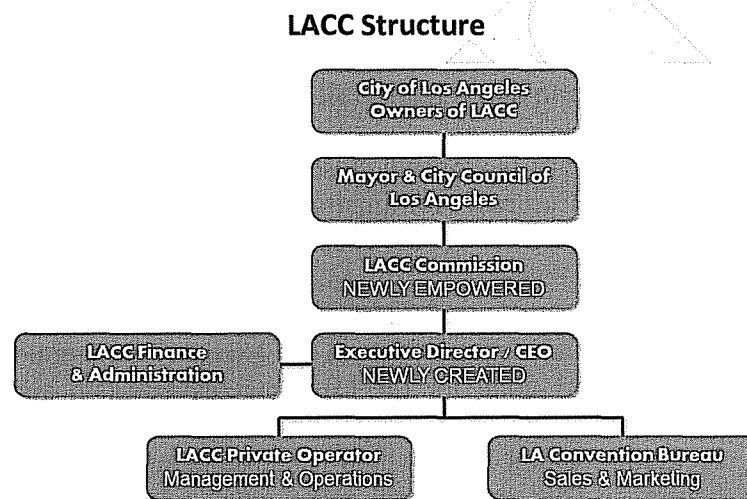 LACC Structure
City of Los Angeles
Owners of LACC
Mayor & City Council of
Los Angeles
LACC Commission
NEWLY EMPOWERED
LACC Finance
& Administration
Executive Director / CEO
NEWLY CREATED
LACC Private Operator
Management & Operations
LA Convention Bureau
Sales & Marketing